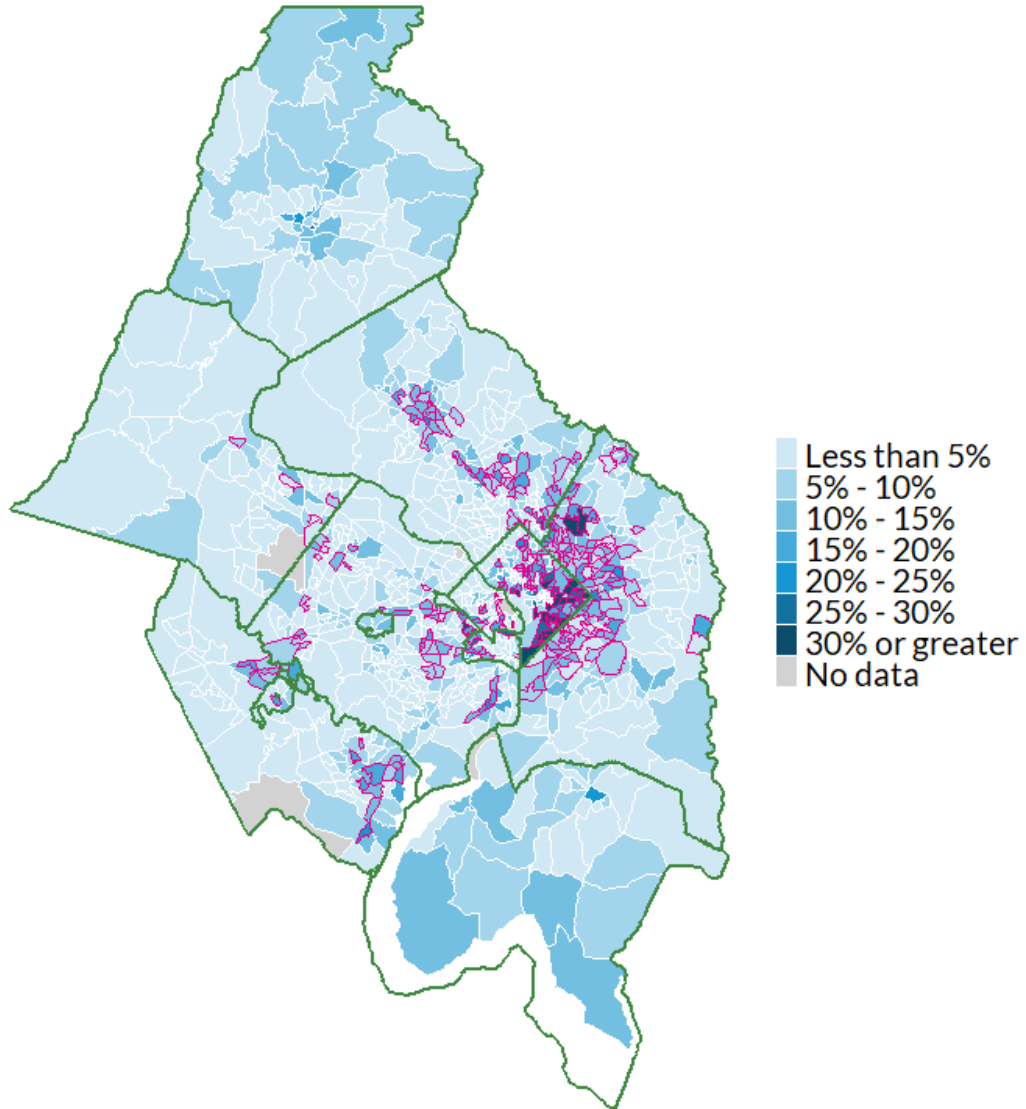 Less than 5%
5% - 10%
10% - 15%
15% - 20%
20% - 25%
25% - 30%
30% or greater
No data